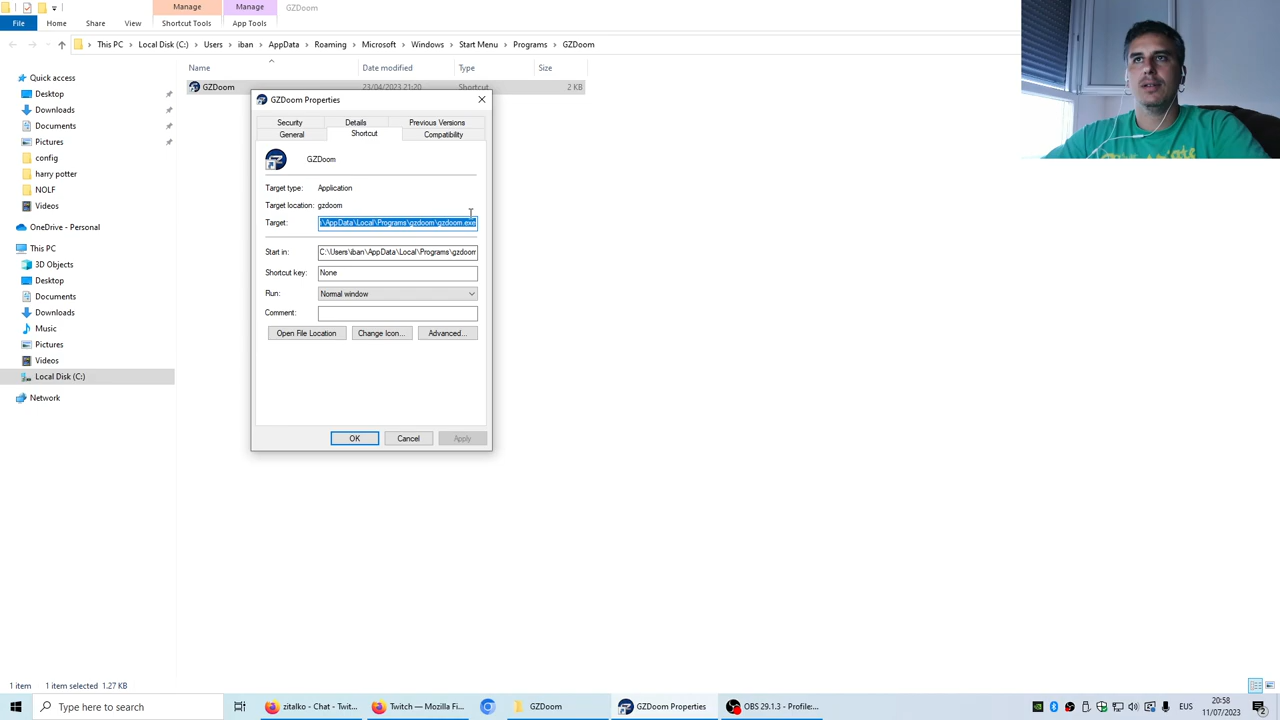 Manage
Manage
GZDoom
File
Home
Share
View
Shortcut Tools
App Tools
This PC
Local Disk (C:)
Users
iban
AppData
Roaming
Microsoft
Windows
Start Menu
Programs
GZDoom
Name
Date modified
Type
Size
GZDoom
23/04/2023 21:20
Shortcut
2 KB
Quick access
Desktop
Downloads
Documents
Pictures
config
harry potter
NOLF
Videos
OneDrive - Personal
This PC
3D Objects
Desktop
Documents
Downloads
Music
Pictures
Videos
Local Disk (C:)
Network
GZDoom Properties
Security
Details
Previous Versions
General
Shortcut
Compatibility
GZDoom
Target type:
Application
Target location:
gzdoom
Target:
\AppData\Local\Programs\gzdoom\gzdoom.exe
Start in:
C:\Users\iban\AppData\Local\Programs\gzdoom
Shortcut key:
None
Run:
Normal window
Comment:
Open File Location
Change Icon...
Advanced...
OK
Cancel
Apply
1 item
1 item selected 1.27 KB
Type here to search
zitalko - Chat - Twit...
Twitch — Mozilla Fi...
GZDoom
GZDoom Properties
OBS 29.1.3 - Profile:...
EUS
20:58
11/07/2023
2